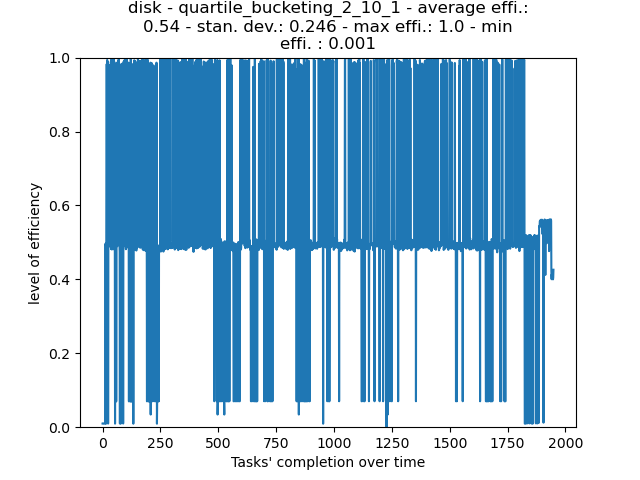 disk - quartile_bucketing_2_10_1 - average effi.:
0.54 - stan. dev.: 0.246 - max effi.: 1.0 - min
effi. : 0.001
1.0
0.8
0.6
0.4
0.2
0.0
level of efficiency
0 250 500 750 1000 1250 1500 1750 2000
Tasks' completion over time